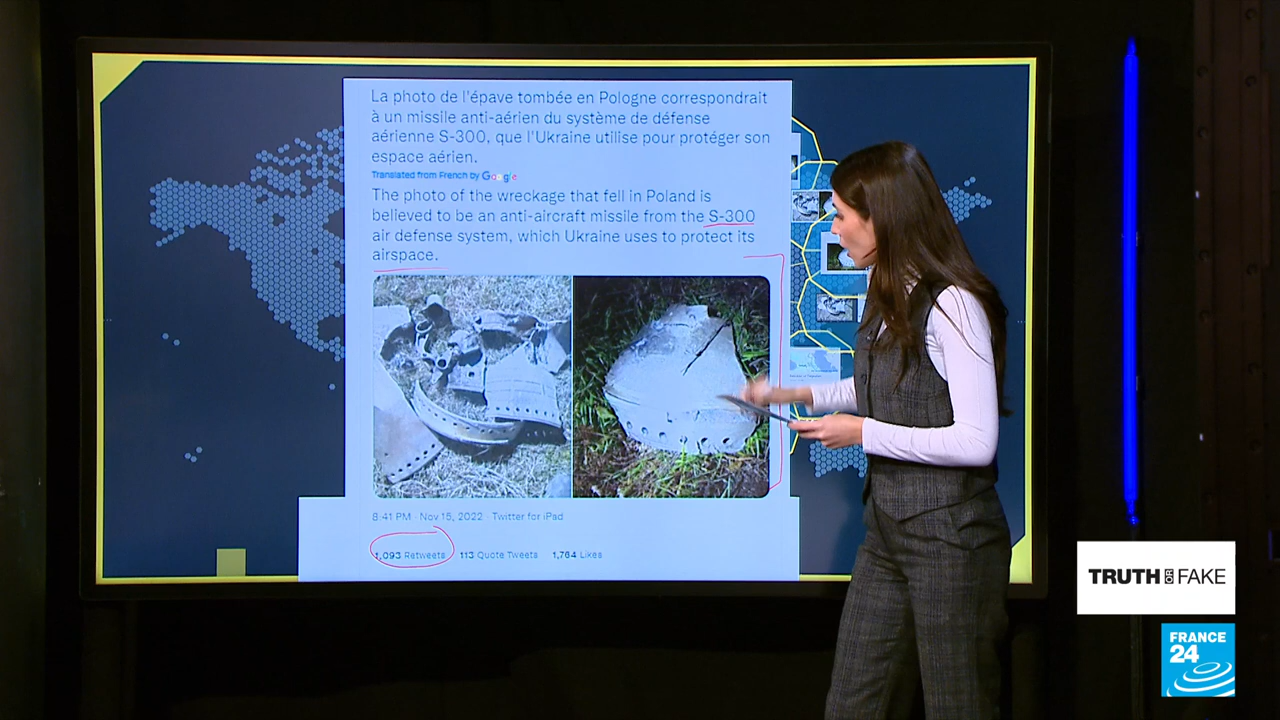 La photo de l'épave tombée en Pologne correspondrait
à un missile anti-aérien du système de défense
aérienne S-300, que l'Ukraine utilise pour protéger son
espace aérien.
Translated from French by Google
The photo of the wreckage that fell in Poland is
believed to be an anti-aircraft missile from the S-300
air defense system, which Ukraine uses to protect its
airspace.
8:41 PM · Nov 15, 2022 · Twitter for iPad
1,093 Retweets 113 Quote Tweets 1,764 Likes
TRUTH OR FAKE
FRANCE
24